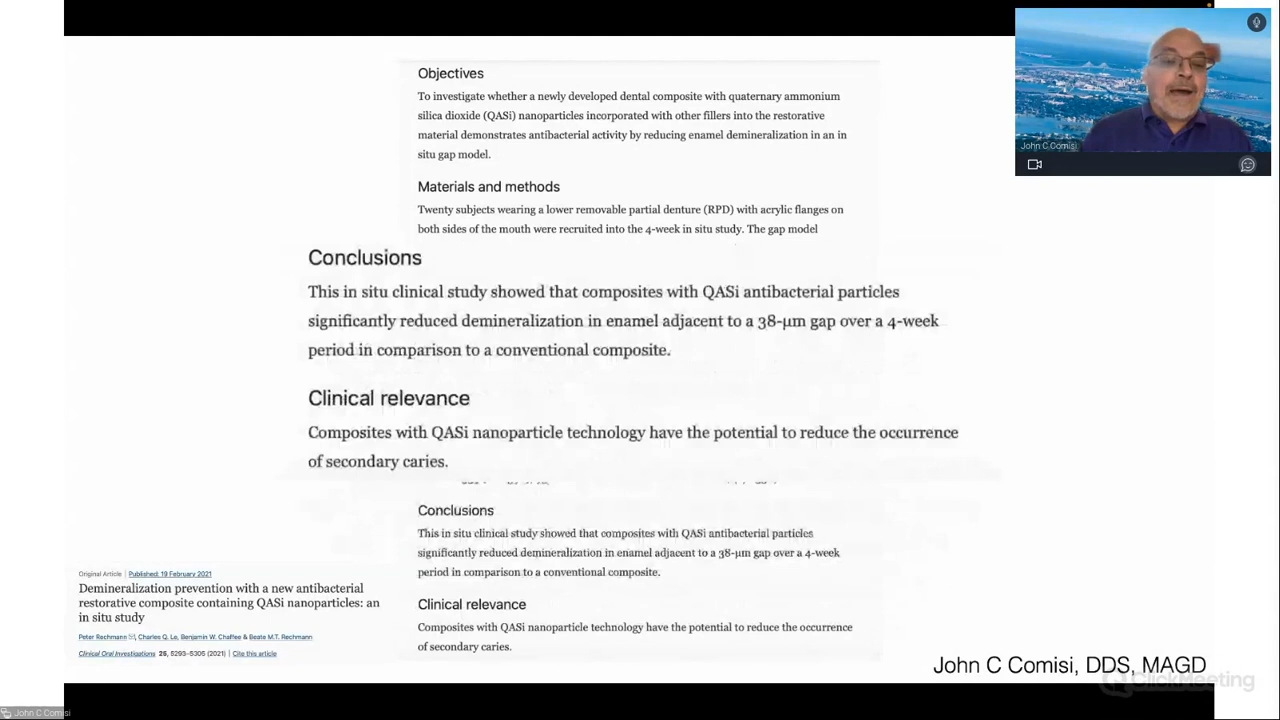 Objectives
To investigate whether a newly developed dental composite with quaternary ammonium
silica dioxide (QASi) nanoparticles incorporated with other fillers into the restorative
material demonstrates antibacterial activity by reducing enamel demineralization in an in
situ gap model.
Materials and methods
Twenty subjects wearing a lower removable partial denture (RPD) with acrylic flanges on
both sides of the mouth were recruited into the 4-week in situ study. The gap model
Conclusions
This in situ clinical study showed that composites with QASi antibacterial particles
significantly reduced demineralization in enamel adjacent to a 38-μm gap over a 4-week
period in comparison to a conventional composite.
Clinical relevance
Composites with QASi nanoparticle technology have the potential to reduce the occurrence
of secondary caries.
Conclusions
This in situ clinical study showed that composites with QASi antibacterial particles
significantly reduced demineralization in enamel adjacent to a 38-μm gap over a 4-week
period in comparison to a conventional composite.
Clinical relevance
Composites with QASi nanoparticle technology have the potential to reduce the occurrence
of secondary caries.
Original Article | Published: 19 February 2021
Demineralization prevention with a new antibacterial
restorative composite containing QASi nanoparticles: an
in situ study
Peter Rechmann, Charles Q. Le, Benjamin W. Chaffee & Beate M.T. Rechmann
Clinical Oral Investigations 25, 5293–5305 (2021) | Cite this article
John C Comisi, DDS, MAGD
ClickMeeting
John C Comisi
John C Comisi